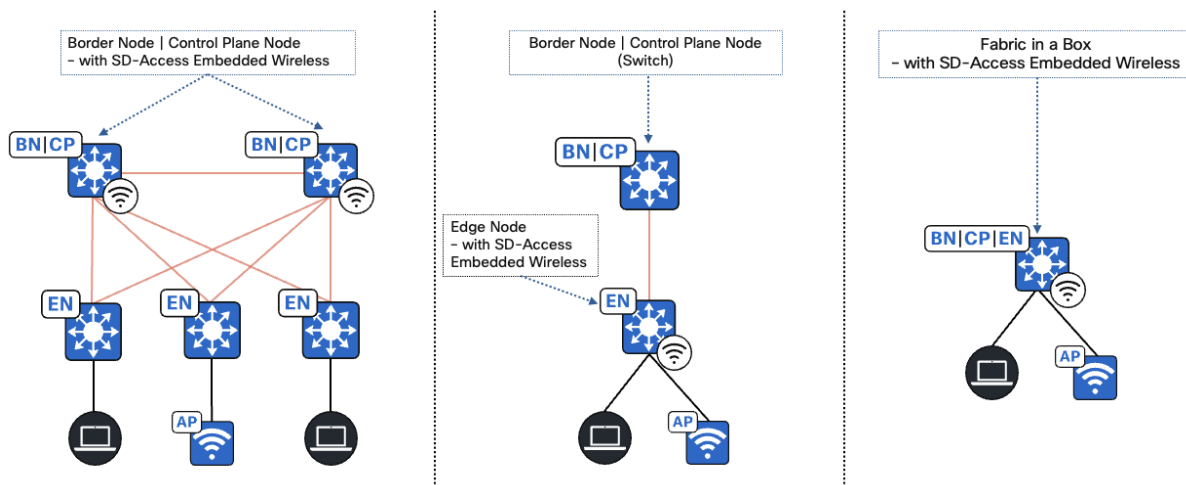 Border Node | Control Plane Node
– with SD-Access Embedded Wireless
BN|CP
BN|CP
EN
EN
EN
AP
Border Node | Control Plane Node
(Switch)
BN|CP
Edge Node
– with SD-Access
Embedded Wireless
EN
AP
Fabric in a Box
– with SD-Access Embedded Wireless
BN|CP|EN
AP